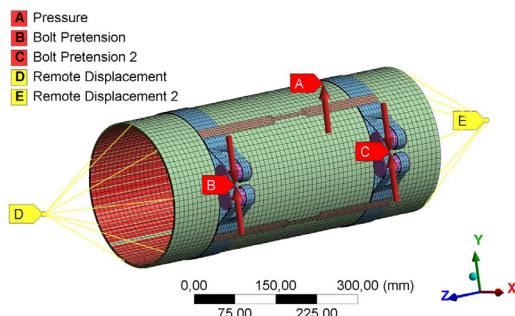 A Pressure
B Bolt Pretension
C Bolt Pretension 2
D Remote Displacement
E Remote Displacement 2
A
E
C
B
D
0,00 150,00 300,00 (mm)
75,00 225,00
Y
Z X